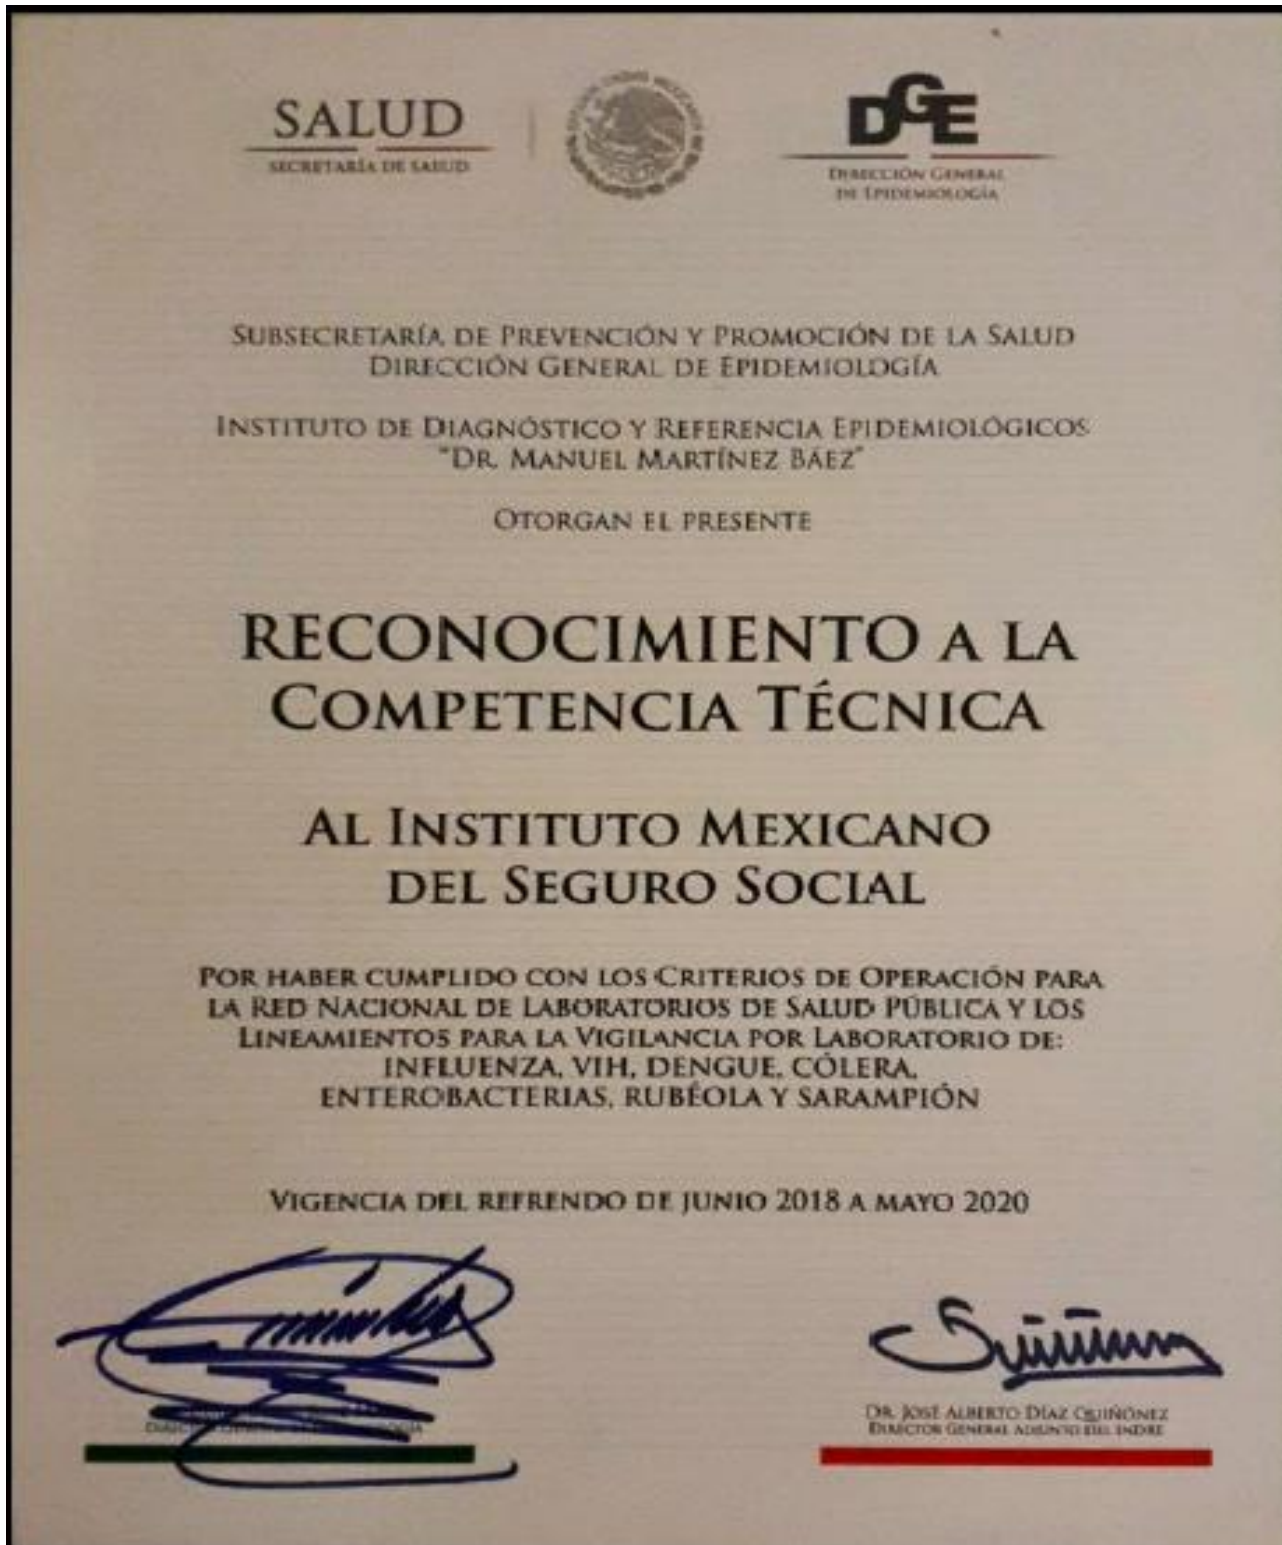 SALUD
SECRETARÍA DE SALUD
DGE
DIRECCIÓN GENERAL
DE EPIDEMIOLOGÍA
SUBSECRETARÍA DE PREVENCIÓN Y PROMOCIÓN DE LA SALUD
DIRECCIÓN GENERAL DE EPIDEMIOLOGÍA
INSTITUTO DE DIAGNÓSTICO Y REFERENCIA EPIDEMIOLÓGICOS
"DR. MANUEL MARTÍNEZ BÁEZ"
OTORGAN EL PRESENTE
RECONOCIMIENTO A LA
COMPETENCIA TÉCNICA
AL INSTITUTO MEXICANO
DEL SEGURO SOCIAL
POR HABER CUMPLIDO CON LOS CRITERIOS DE OPERACIÓN PARA
LA RED NACIONAL DE LABORATORIOS DE SALUD PÚBLICA Y LOS
LINEAMIENTOS PARA LA VIGILANCIA POR LABORATORIO DE:
INFLUENZA, VIH, DENGUE, CÓLERA,
ENTEROBACTERIAS, RUBÉOLA Y SARAMPIÓN
VIGENCIA DEL REFRENDO DE JUNIO 2018 A MAYO 2020
DR. JOSÉ ALBERTO DÍAZ QUIÑÓNEZ
DIRECTOR GENERAL ADJUNTO DEL INDRE